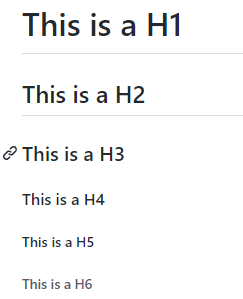 This is a H1
This is a H2
This is a H3
This is a H4
This is a H5
This is a H6